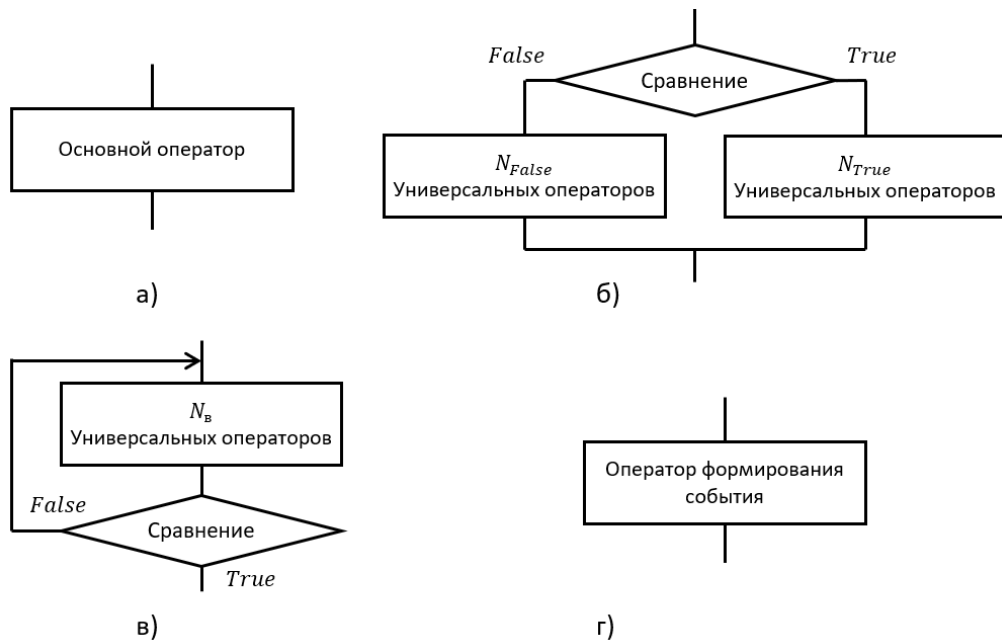 Основной оператор
а)
False
True
Сравнение
N_False
Универсальных операторов
N_True
Универсальных операторов
б)
N_в
Универсальных операторов
False
Сравнение
True
в)
Оператор формирования
события
г)